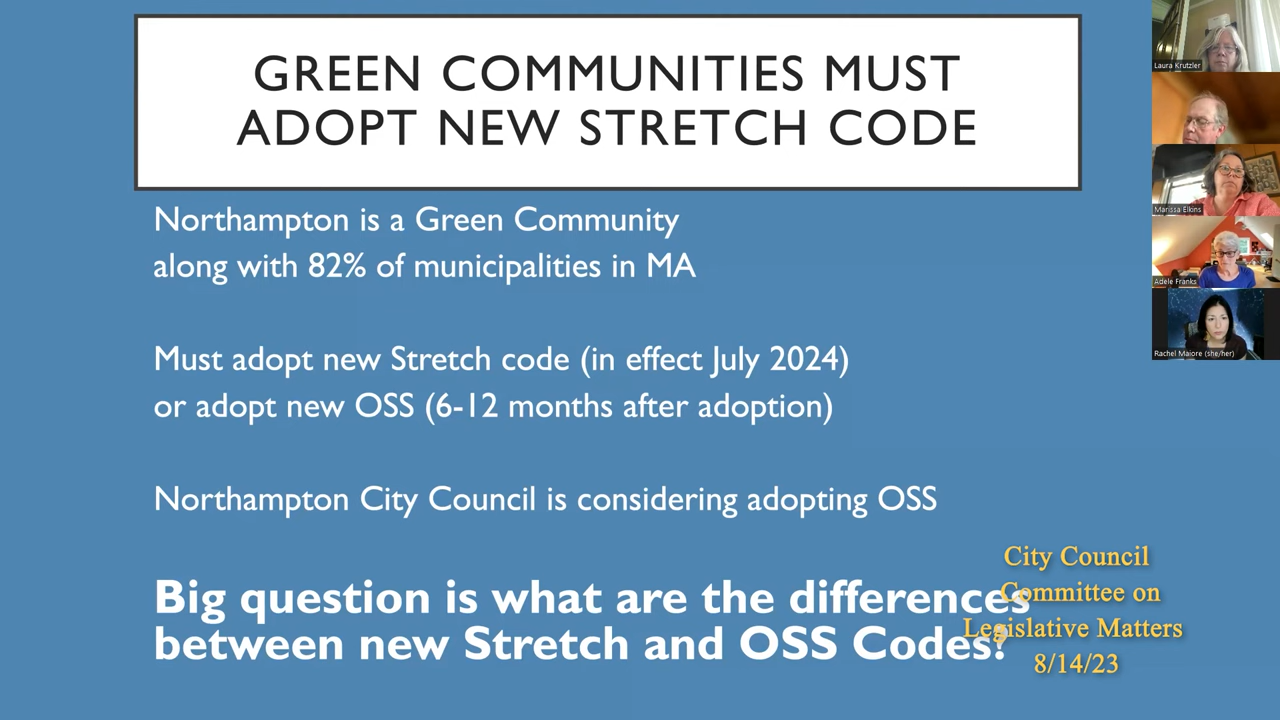 GREEN COMMUNITIES MUST
ADOPT NEW STRETCH CODE
Northampton is a Green Community
along with 82% of municipalities in MA
Must adopt new Stretch code (in effect July 2024)
or adopt new OSS (6-12 months after adoption)
Northampton City Council is considering adopting OSS
Big question is what are the differences
between new Stretch and OSS Codes?
City Council
Committee on
Legislative Matters
8/14/23
Laura Krutzler
Marissa Elkins
Adele Franks
Rachel Maiore (she/her)